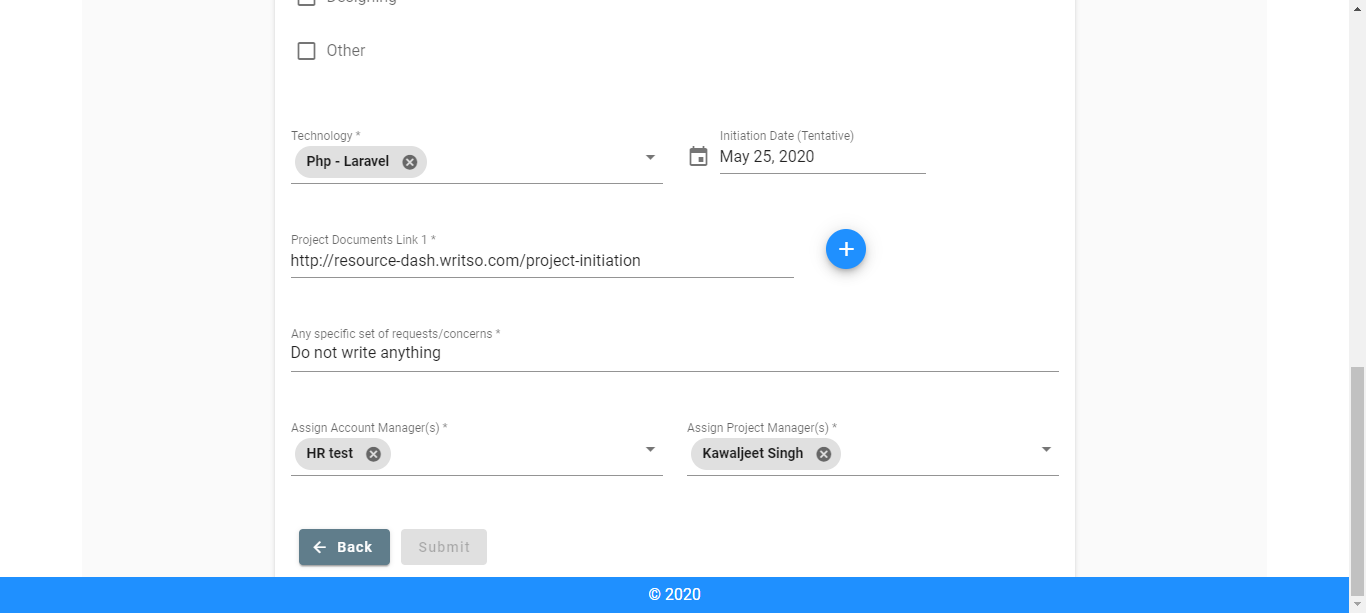 Designing
Other
Technology *
Php - Laravel
Initiation Date (Tentative)
May 25, 2020
Project Documents Link 1 *
http://resource-dash.writso.com/project-initiation
Any specific set of requests/concerns *
Do not write anything
Assign Account Manager(s) *
HR test
Assign Project Manager(s) *
Kawaljeet Singh
Back
Submit
© 2020